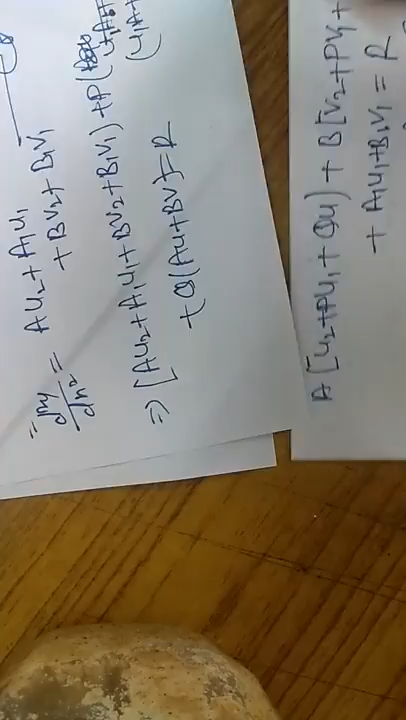 = d²y/dx² = Au₂ + A₁u₁
+ Bv₂ + B₁v₁
⇒ [Au₂ + A₁u₁ + Bv₂ + B₁v₁) + P(
+ Q(Au + Bv) = R
A[u₂ + Pu₁ + Qu) + B[v₂ + Pv₁ +
+ A₁u₁ + B₁v₁ = R